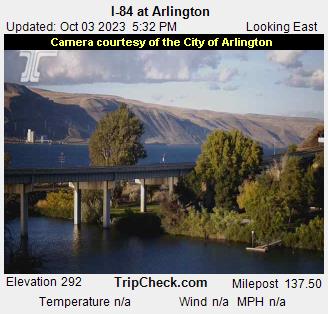 I-84 at Arlington
Updated: Oct 03 2023 5:32 PM Looking East
Camera courtesy of the City of Arlington
Elevation 292 TripCheck.com Milepost 137.50
Temperature n/a Wind n/a MPH n/a